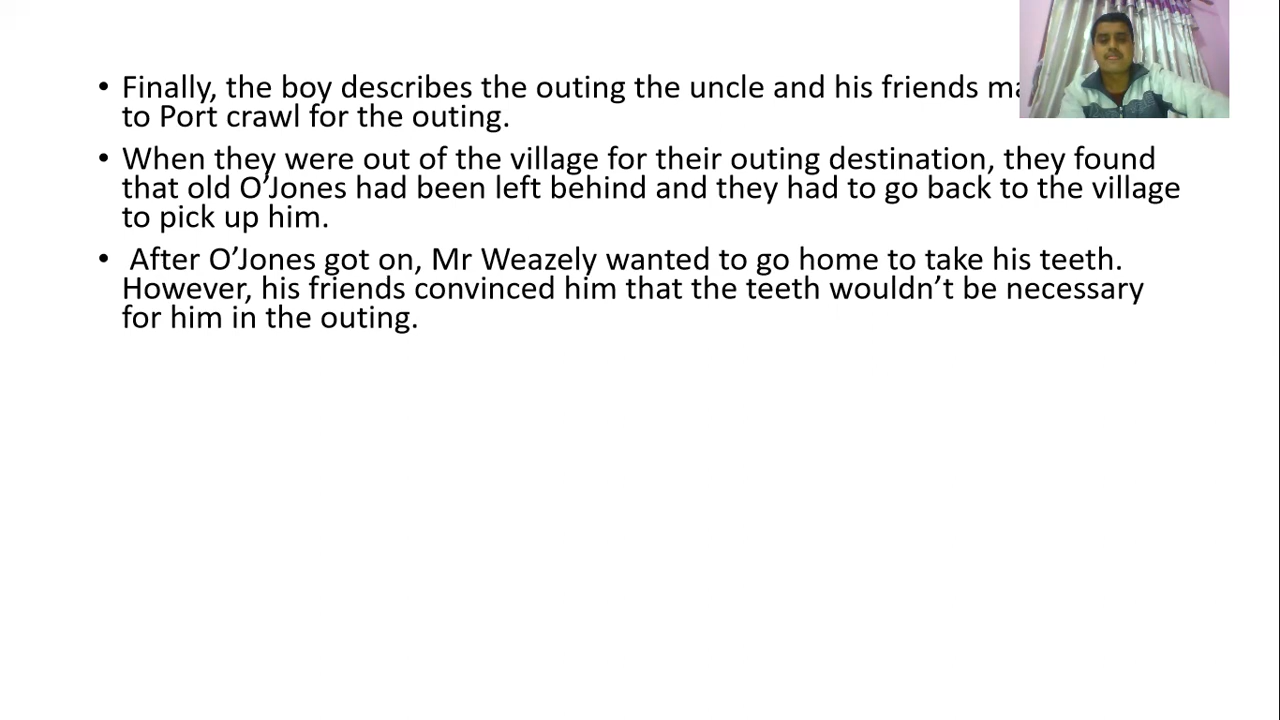 • Finally, the boy describes the outing the uncle and his friends
to Port crawl for the outing.
• When they were out of the village for their outing destination, they found
that old O’Jones had been left behind and they had to go back to the village
to pick up him.
• After O’Jones got on, Mr Weazely wanted to go home to take his teeth.
However, his friends convinced him that the teeth wouldn’t be necessary
for him in the outing.